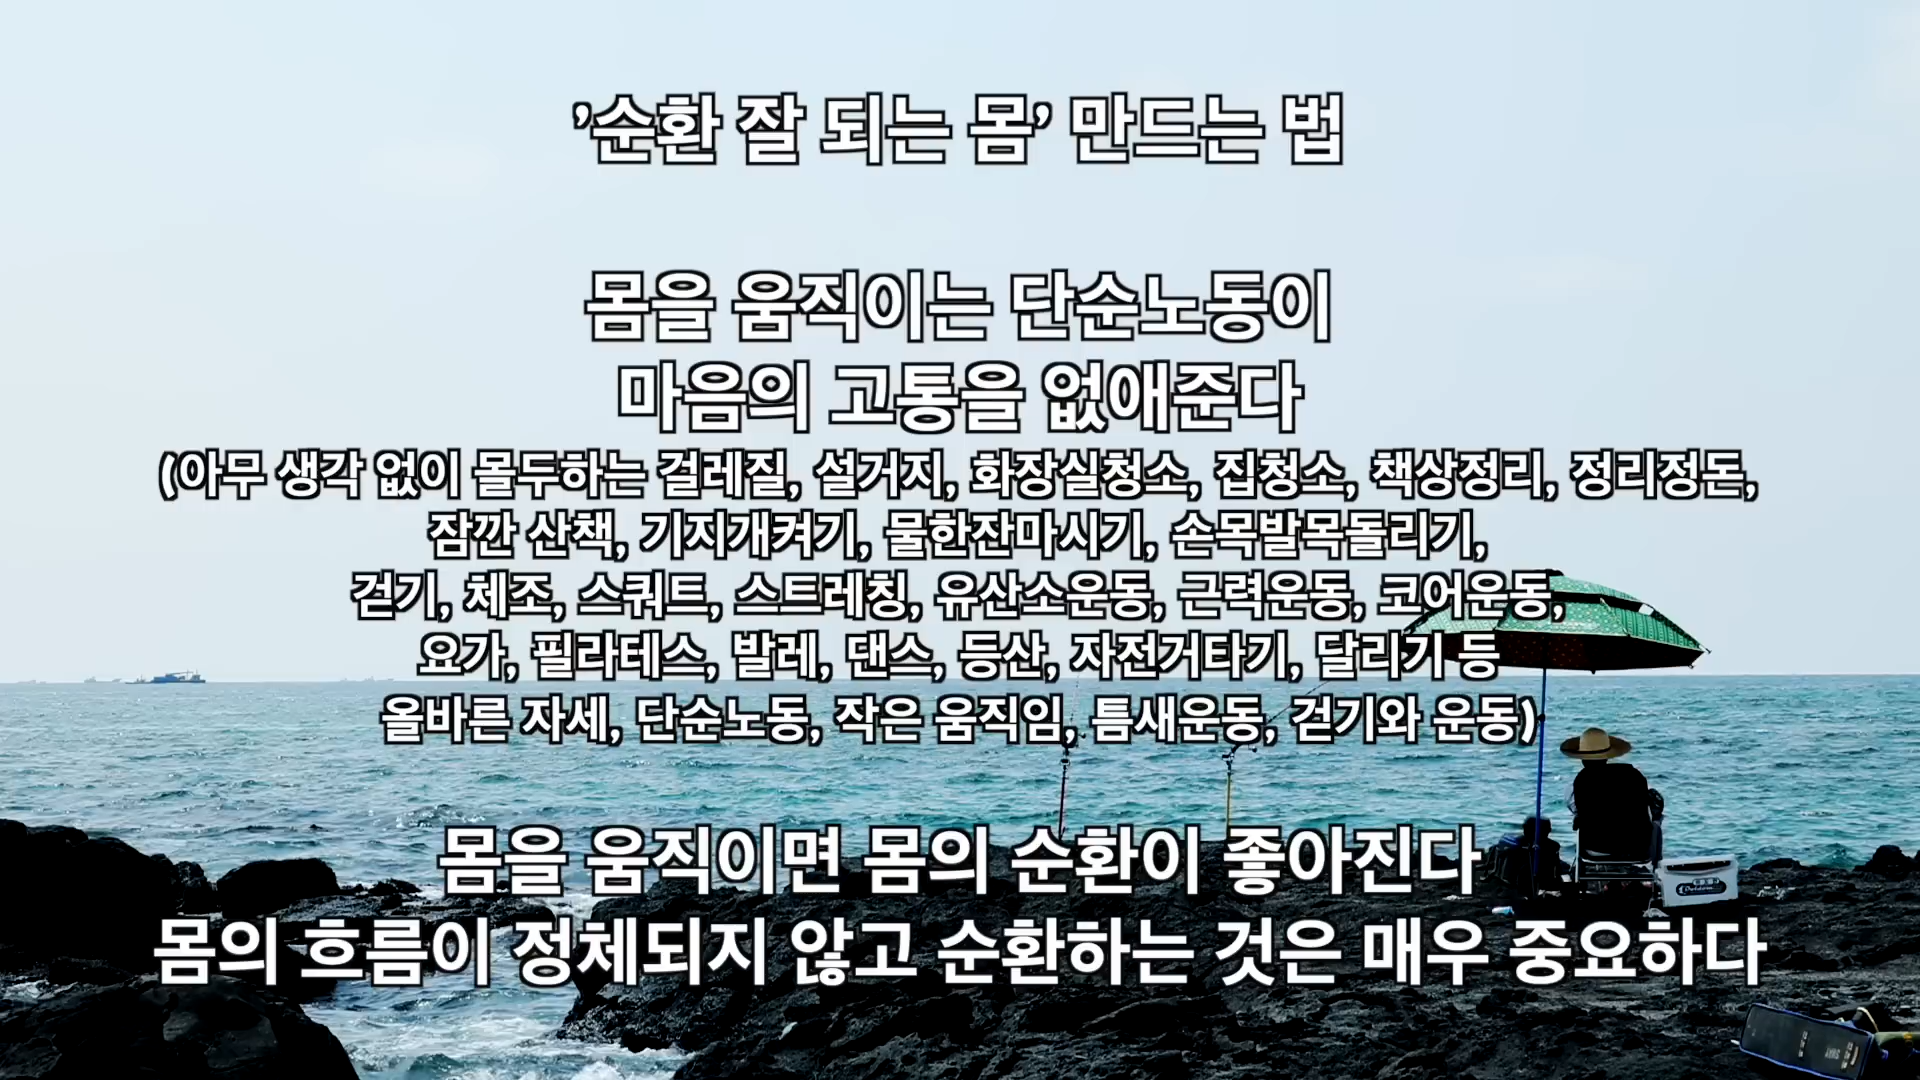 ’순환 잘 되는 몸’ 만드는 법
몸을 움직이는 단순노동이
마음의 고통을 없애준다
(아무 생각 없이 몰두하는 걸레질, 설거지, 화장실청소, 집청소, 책상정리, 정리정돈,
잠깐 산책, 기지개켜기, 물한잔마시기, 손목발목돌리기,
걷기, 체조, 스쿼트, 스트레칭, 유산소운동, 근력운동, 코어운동,
요가, 필라테스, 발레, 댄스, 등산, 자전거타기, 달리기 등
올바른 자세, 단순노동, 작은 움직임, 틈새운동, 걷기와 운동)
몸을 움직이면 몸의 순환이 좋아진다
몸의 흐름이 정체되지 않고 순환하는 것은 매우 중요하다